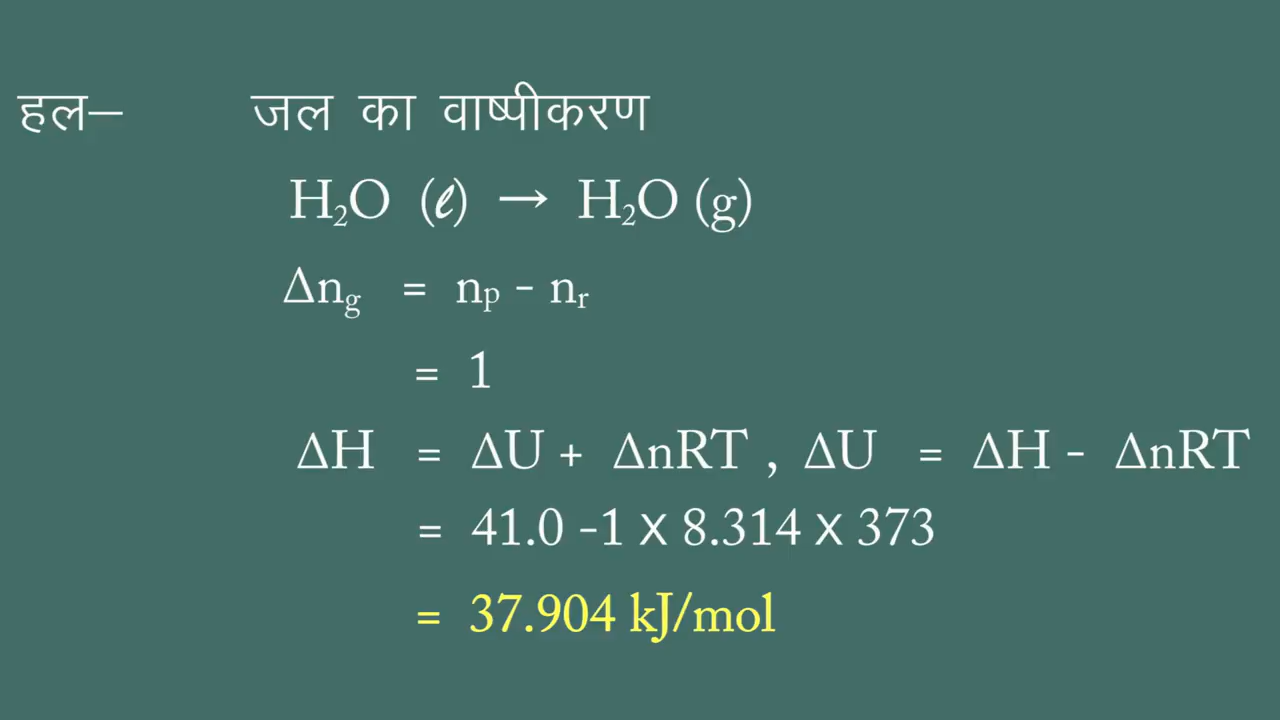 हल– जल का वाष्पीकरण
H₂O (ℓ) → H₂O (g)
Δn_g = n_p - n_r
= 1
ΔH = ΔU + ΔnRT , ΔU = ΔH - ΔnRT
= 41.0 -1 X 8.314 X 373
= 37.904 kJ/mol